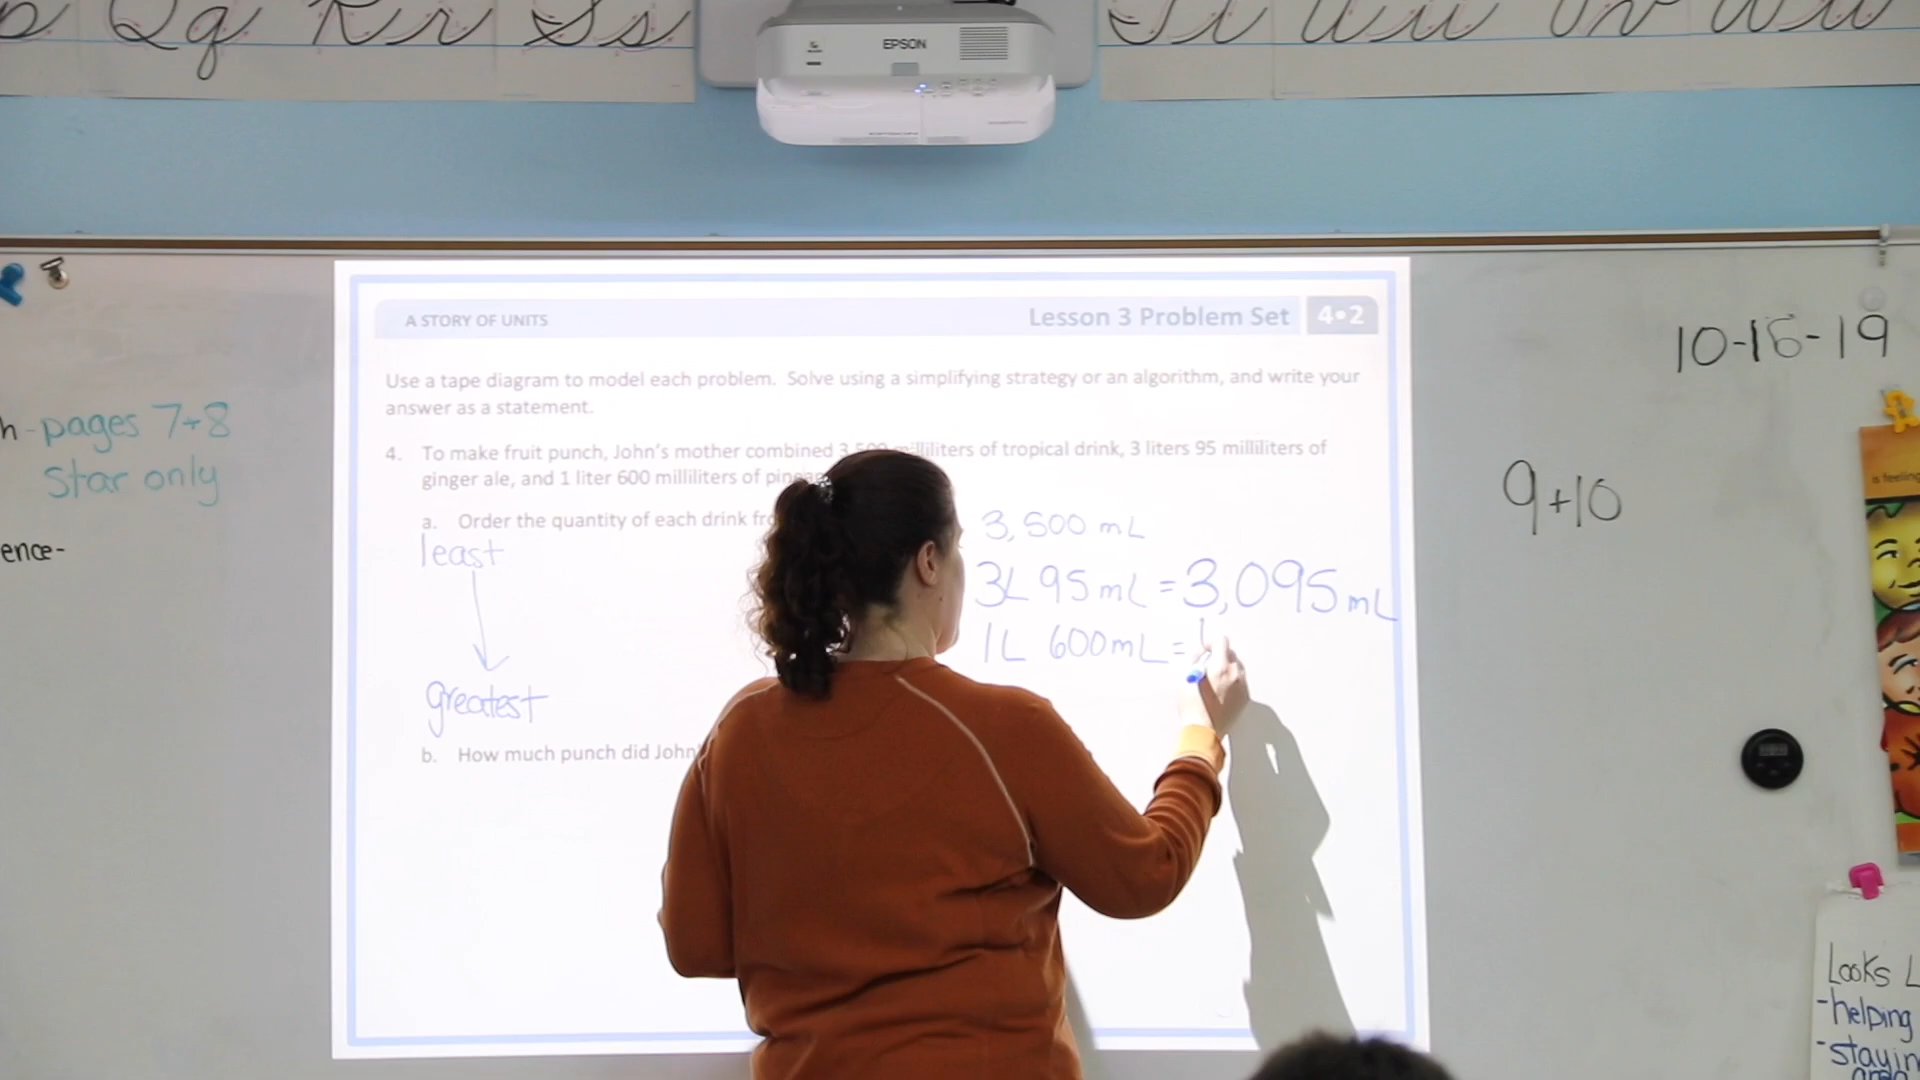 Qq Rr Ss
EPSON
A STORY OF UNITS
Lesson 3 Problem Set 4•2
Use a tape diagram to model each problem. Solve using a simplifying strategy or an algorithm, and write your
answer as a statement.
4. To make fruit punch, John's mother combined 3,500 milliliters of tropical drink, 3 liters 95 milliliters of
ginger ale, and 1 liter 600 milliliters of
a. Order the quantity of each drink
least
greatest
3,500 mL
3L 95 mL = 3,095 mL
1L 600mL = 1,
b. How much punch did John'
pages 7+8
Star only
ence-
10-16-19
9+10
is feeling
Looks L
-helping
-staying